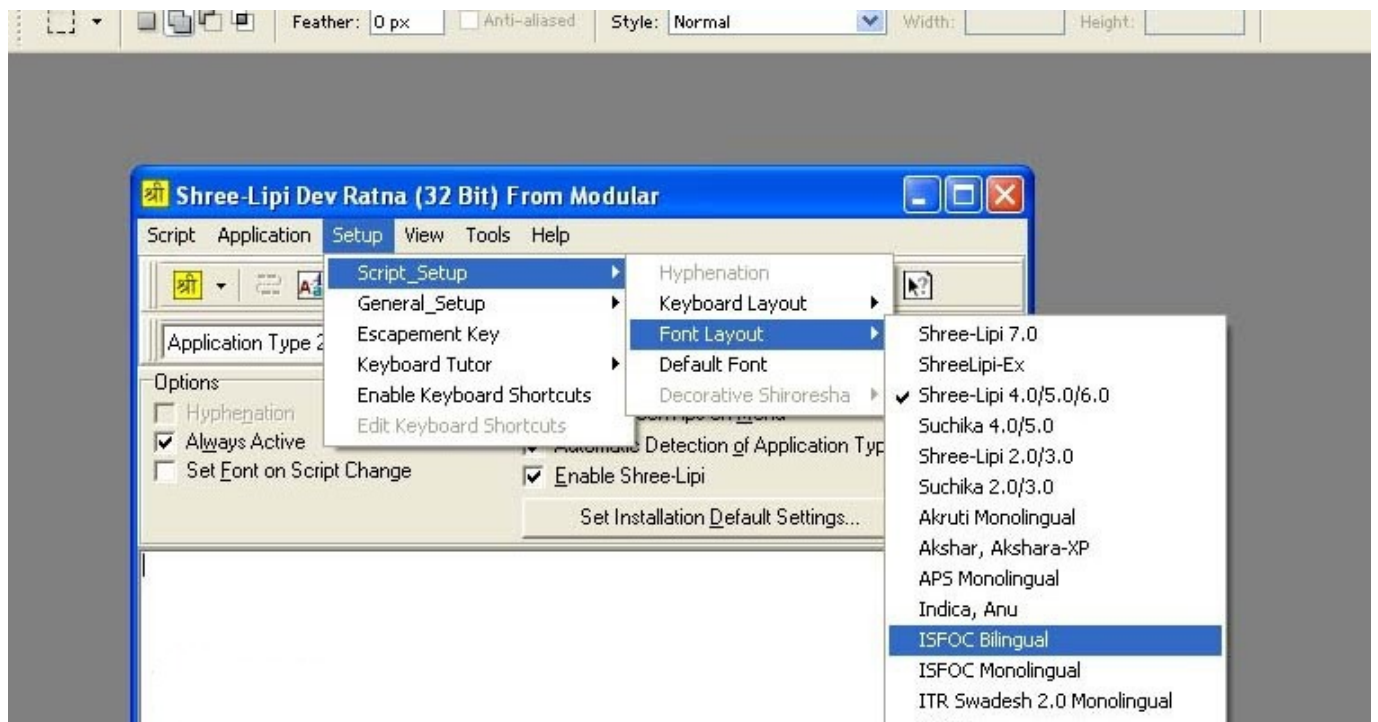 Feather: 0 px Anti-aliased Style: Normal Width: Height:
श्री Shree-Lipi Dev Ratna (32 Bit) From Modular
Script Application Setup View Tools Help
श्री
Application Type 2
Script_Setup
General_Setup
Escapement Key
Keyboard Tutor
Enable Keyboard Shortcuts
Edit Keyboard Shortcuts
Hyphenation
Keyboard Layout
Font Layout
Default Font
Decorative Shiroresha
Shree-Lipi 7.0
ShreeLipi-Ex
Shree-Lipi 4.0/5.0/6.0
Suchika 4.0/5.0
Shree-Lipi 2.0/3.0
Suchika 2.0/3.0
Akruti Monolingual
Akshar, Akshara-XP
APS Monolingual
Indica, Anu
ISFOC Bilingual
ISFOC Monolingual
ITR Swadesh 2.0 Monolingual
Options
Hyphenation
Always Active
Set Font on Script Change
Detection of Application Typ
Enable Shree-Lipi
Set Installation Default Settings...